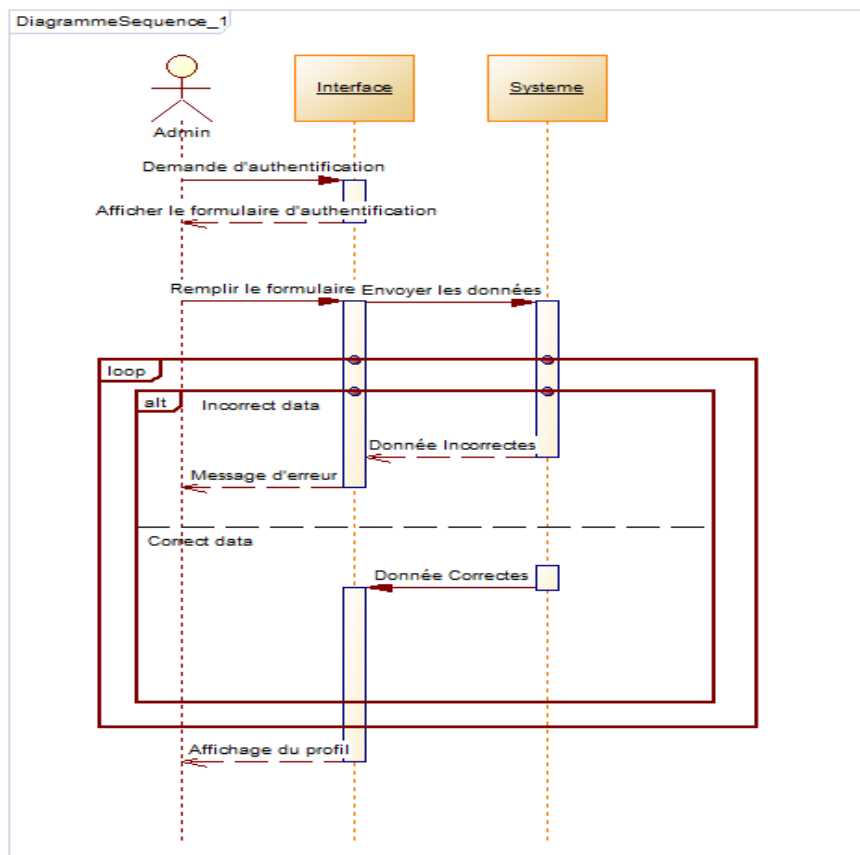 DiagrammeSequence_1
Interface
Systeme
Admin
Demande d'authentification
Afficher le formulaire d'authentification
Remplir le formulaire
Envoyer les données
loop
alt
Incorrect data
Donnée Incorrectes
Message d'erreur
Correct data
Donnée Correctes
Affichage du profil